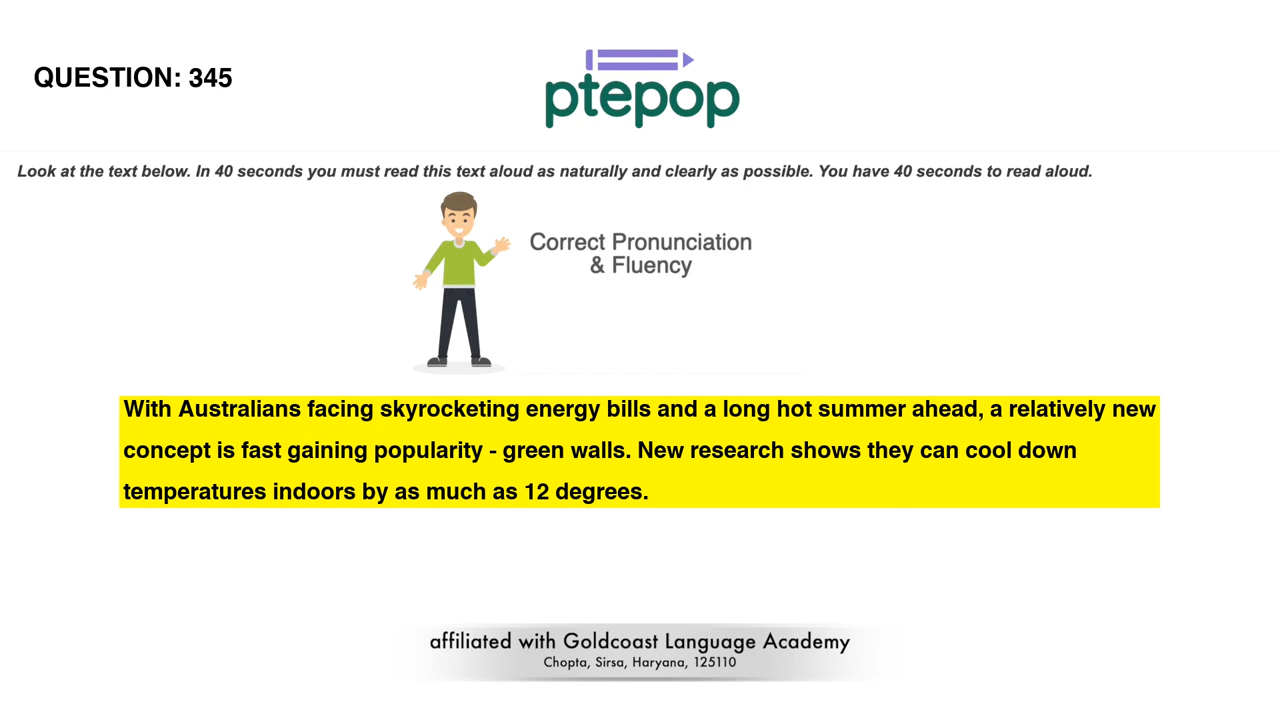 QUESTION: 345
ptepop
Look at the text below. In 40 seconds you must read this text aloud as naturally and clearly as possible. You have 40 seconds to read aloud.
Correct Pronunciation
& Fluency
With Australians facing skyrocketing energy bills and a long hot summer ahead, a relatively new
concept is fast gaining popularity - green walls. New research shows they can cool down
temperatures indoors by as much as 12 degrees.
affiliated with Goldcoast Language Academy
Chopta, Sirsa, Haryana, 125110